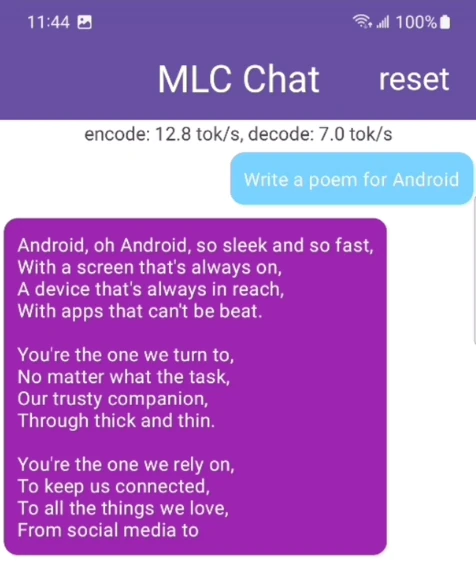 11:44 100%
MLC Chat reset
encode: 12.8 tok/s, decode: 7.0 tok/s
Write a poem for Android
Android, oh Android, so sleek and so fast,
With a screen that's always on,
A device that's always in reach,
With apps that can't be beat.
You're the one we turn to,
No matter what the task,
Our trusty companion,
Through thick and thin.
You're the one we rely on,
To keep us connected,
To all the things we love,
From social media to